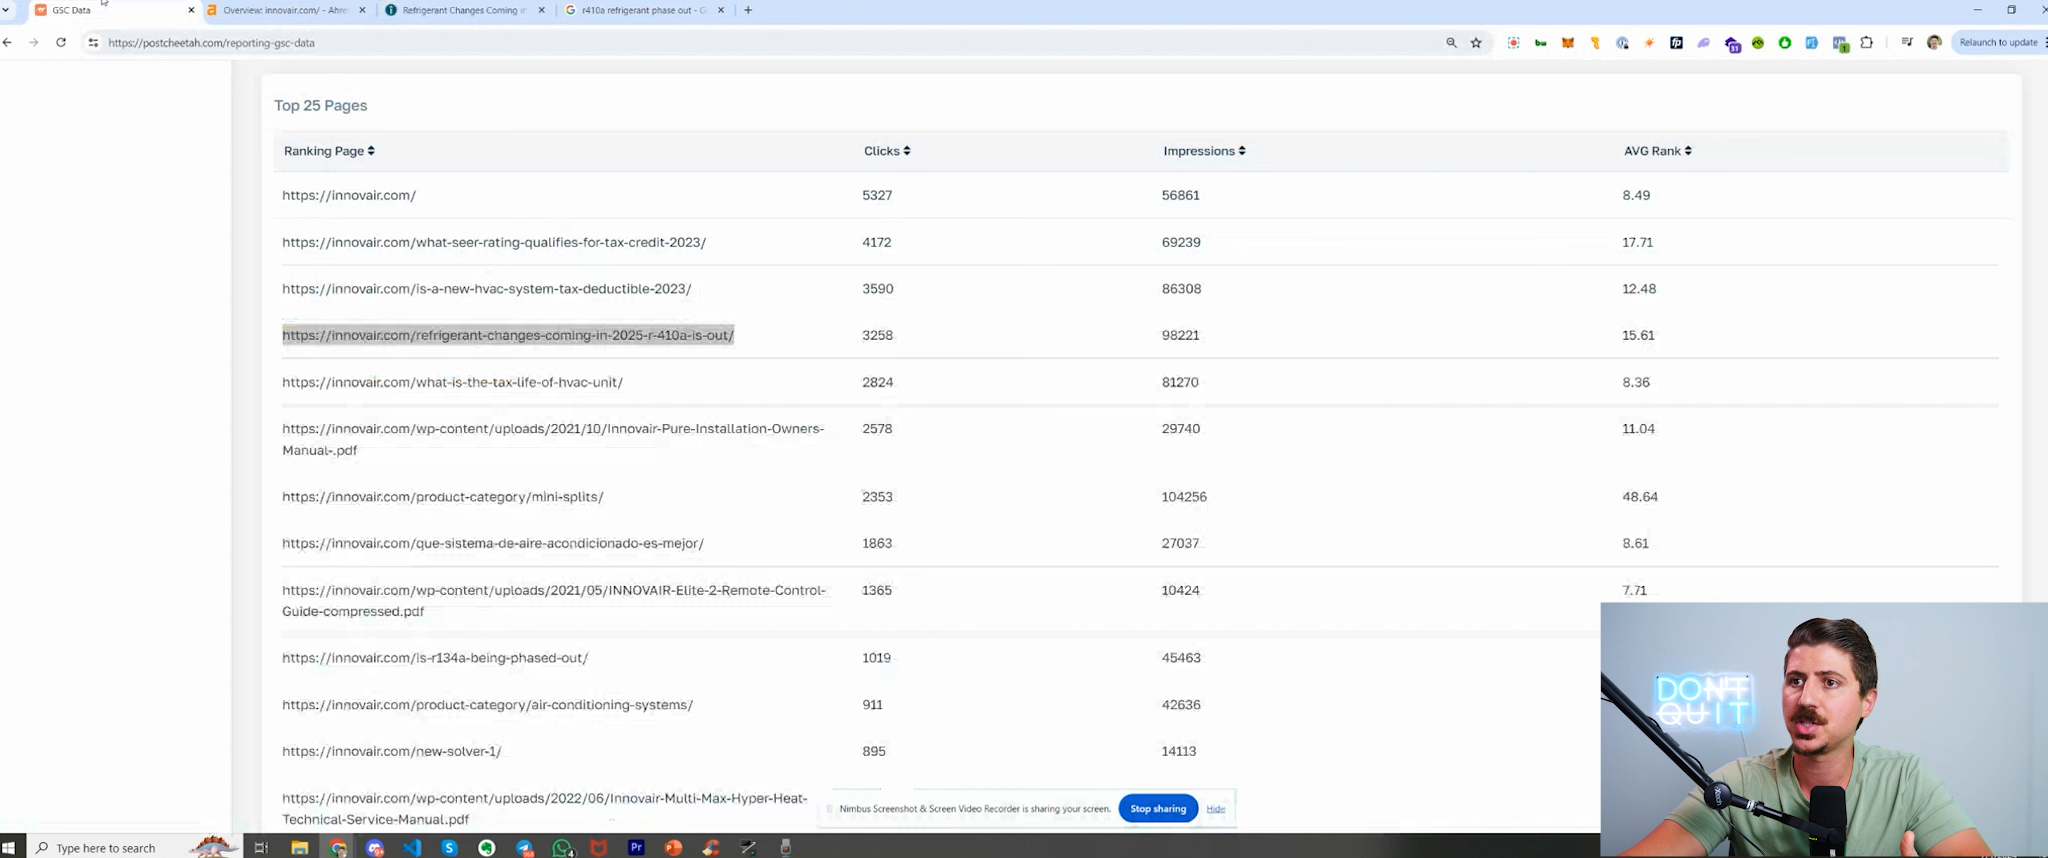 GSC Data
Overview: innovair.com/ - Ahre
Refrigerant Changes Coming in
r410a refrigerant phase out - G
https://postcheetah.com/reporting-gsc-data
Relaunch to update
Top 25 Pages
Ranking Page Clicks Impressions AVG Rank
https://innovair.com/ 5327 56861 8.49
https://innovair.com/what-seer-rating-qualifies-for-tax-credit-2023/ 4172 69239 17.71
https://innovair.com/is-a-new-hvac-system-tax-deductible-2023/ 3590 86308 12.48
https://innovair.com/refrigerant-changes-coming-in-2025-r-410a-is-out/ 3258 98221 15.61
https://innovair.com/what-is-the-tax-life-of-hvac-unit/ 2824 81270 8.36
https://innovair.com/wp-content/uploads/2021/10/Innovair-Pure-Installation-Owners- 2578 29740 11.04
Manual-.pdf
https://innovair.com/product-category/mini-splits/ 2353 104256 48.64
https://innovair.com/que-sistema-de-aire-acondicionado-es-mejor/ 1863 27037 8.61
https://innovair.com/wp-content/uploads/2021/05/INNOVAIR-Elite-2-Remote-Control- 1365 10424 7.71
Guide-compressed.pdf
https://innovair.com/is-r134a-being-phased-out/ 1019 45463
https://innovair.com/product-category/air-conditioning-systems/ 911 42636
https://innovair.com/new-solver-1/ 895 14113
https://innovair.com/wp-content/uploads/2022/06/Innovair-Multi-Max-Hyper-Heat-
Technical-Service-Manual.pdf
Nimbus Screenshot & Screen Video Recorder is sharing your screen. Stop sharing Hide
DON'T
QUIT
Type here to search